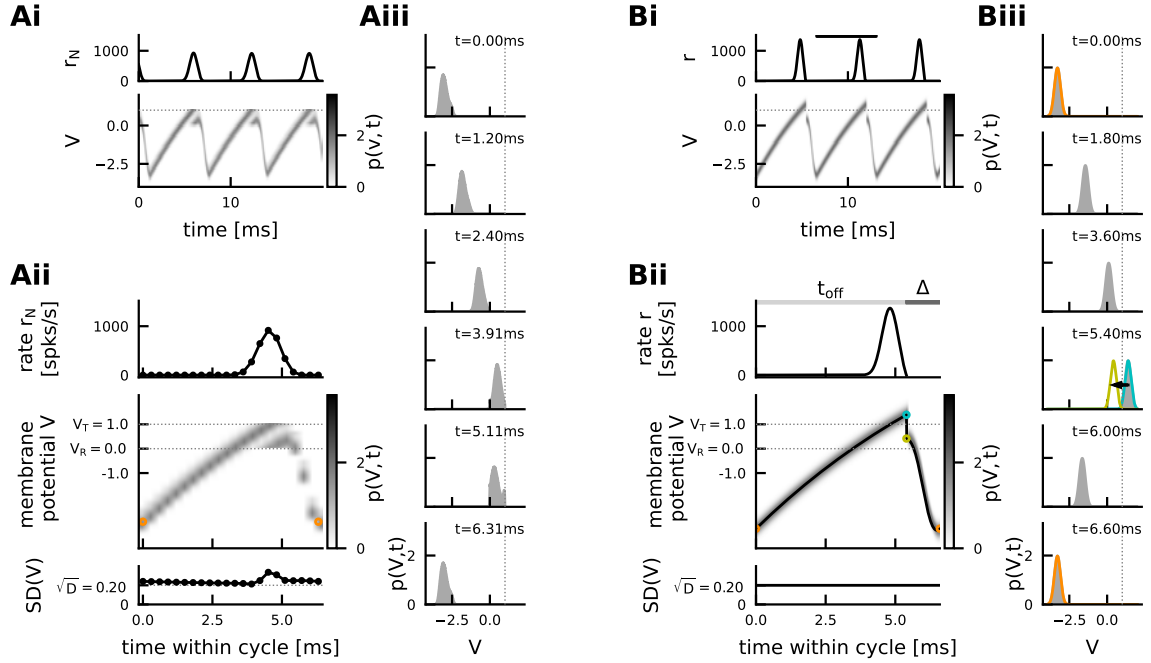 Ai
r_N
1000
0
V
0.0
−2.5
0
10
time [ms]
2
0
p(v, t)
Aii
rate r_N
[spks/s]
1000
0
membrane
potential V
V_T = 1.0
V_R = 0.0
-1.0
2
0
p(V, t)
SD(V)
√D = 0.20
0
0.0
2.5
5.0
time within cycle [ms]
Aiii
t=0.00ms
t=1.20ms
t=2.40ms
t=3.91ms
t=5.11ms
t=6.31ms
p(V,t)
2
0
−2.5
0.0
V
Bi
r
1000
0
V
0.0
−2.5
0
10
time [ms]
2
0
p(V, t)
Bii
t_off
Δ
rate r
[spks/s]
1000
0
membrane
potential V
V_T = 1.0
V_R = 0.0
-1.0
2
0
p(V, t)
SD(V)
√D = 0.20
0
0.0
2.5
5.0
time within cycle [ms]
Biii
t=0.00ms
t=1.80ms
t=3.60ms
t=5.40ms
t=6.00ms
t=6.60ms
p(V,t)
2
0
−2.5
0.0
V